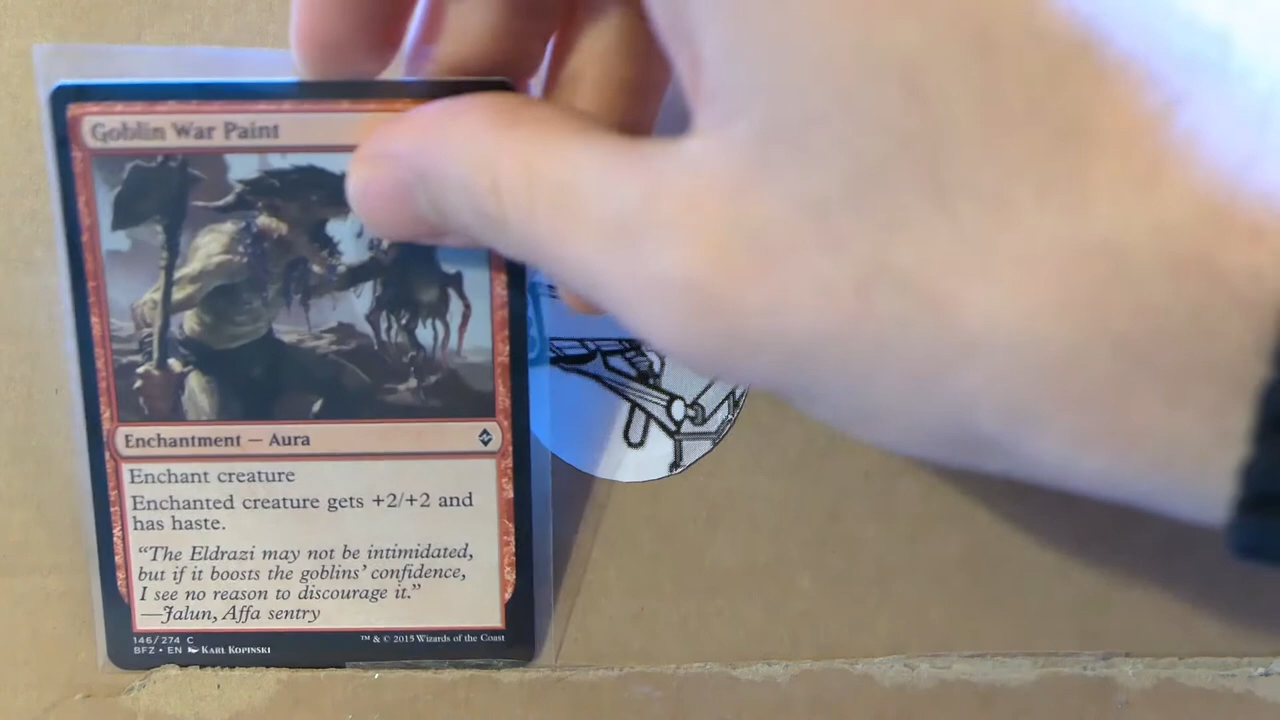 Goblin War Paint
Enchantment — Aura
Enchant creature
Enchanted creature gets +2/+2 and
has haste.
“The Eldrazi may not be intimidated,
but if it boosts the goblins’ confidence,
I see no reason to discourage it.”
—Jalun, Affa sentry
146/274 C
™ & © 2015 Wizards of the Coast
BFZ • EN Karl Kopinski